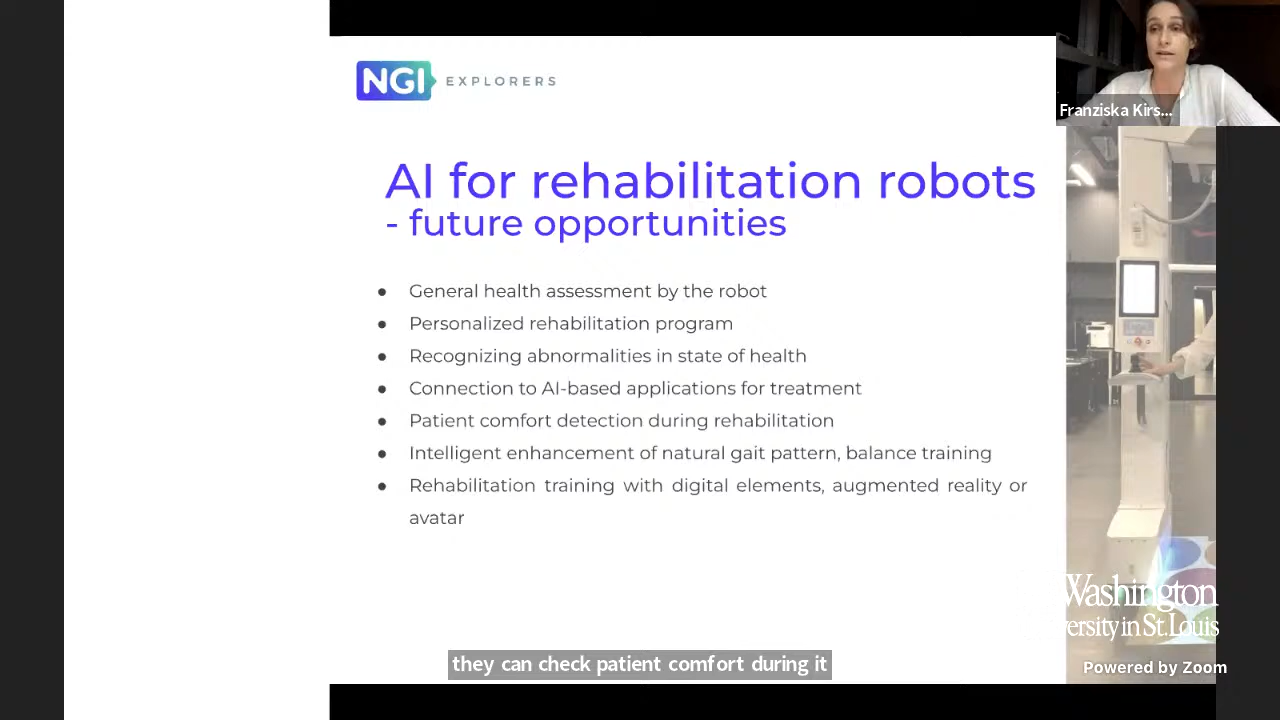 NGI EXPLORERS
Franziska Kirs...
AI for rehabilitation robots
- future opportunities
● General health assessment by the robot
● Personalized rehabilitation program
● Recognizing abnormalities in state of health
● Connection to AI-based applications for treatment
● Patient comfort detection during rehabilitation
● Intelligent enhancement of natural gait pattern, balance training
● Rehabilitation training with digital elements, augmented reality or
avatar
Washington
University in St. Louis
they can check patient comfort during it
Powered by Zoom